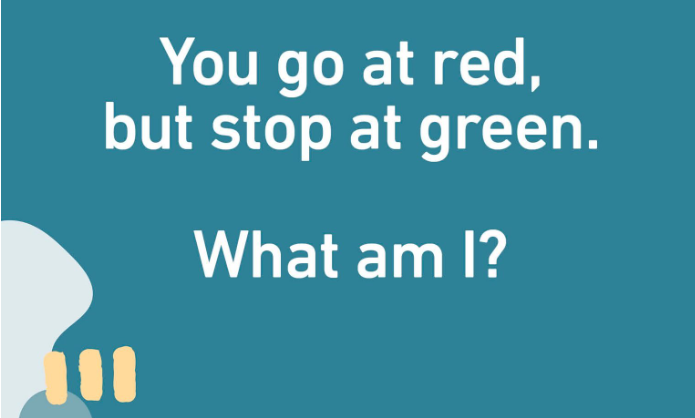 You go at red,
but stop at green.
What am I?